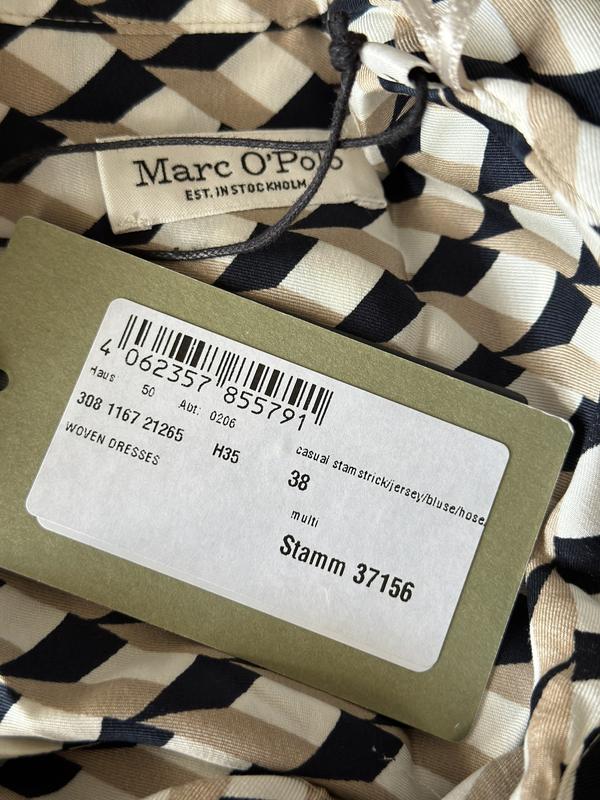 Marc O'Polo
EST. IN STOCKHOLM
4 062357 855791
Haus 50 Abt. 0206
308 1167 21265 H35
WOVEN DRESSES
casual stamstrick/jersey/bluse/hose
38
multi
Stamm 37156